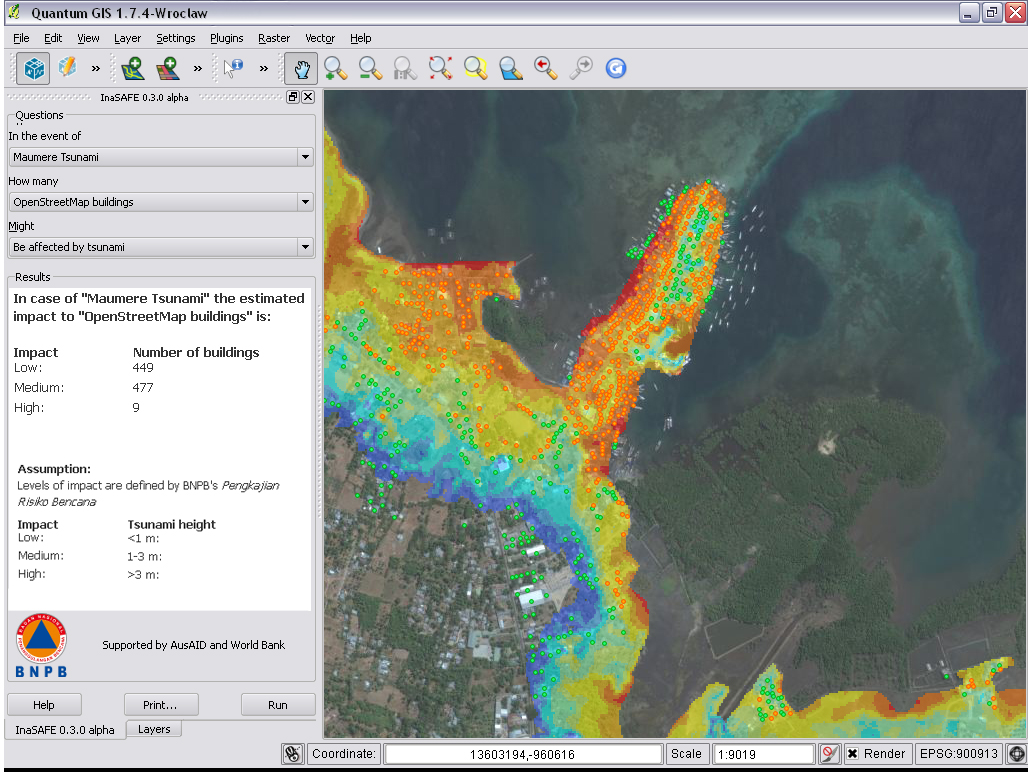 Quantum GIS 1.7.4-Wroclaw
File Edit View Layer Settings Plugins Raster Vector Help
InaSAFE 0.3.0 alpha
Questions
In the event of
Maumere Tsunami
How many
OpenStreetMap buildings
Might
Be affected by tsunami
Results
In case of "Maumere Tsunami" the estimated
impact to "OpenStreetMap buildings" is:
Impact Number of buildings
Low: 449
Medium: 477
High: 9
Assumption:
Levels of impact are defined by BNPB's Pengkajian
Risiko Bencana
Impact Tsunami height
Low: <1 m:
Medium: 1-3 m:
High: >3 m:
BNPB
Supported by AusAID and World Bank
Help Print... Run
InaSAFE 0.3.0 alpha Layers
Coordinate: 13603194,-960616 Scale 1:9019 Render EPSG:900913